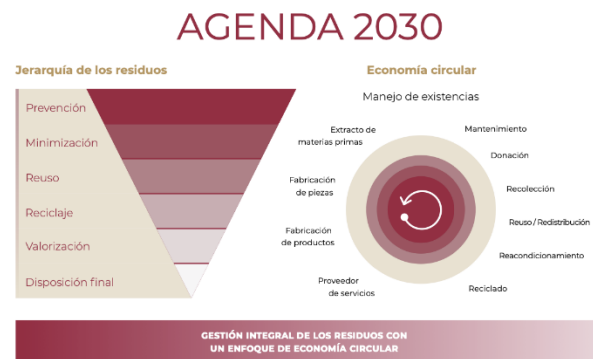 AGENDA 2030
Jerarquía de los residuos
Prevención
Minimización
Reuso
Reciclaje
Valorización
Disposición final
Economía circular
Manejo de existencias
Extracto de
materias primas
Fabricación
de piezas
Fabricación
de productos
Proveedor
de servicios
Mantenimiento
Donación
Recolección
Reuso / Redistribución
Reacondicionamiento
Reciclado
GESTIÓN INTEGRAL DE LOS RESIDUOS CON
UN ENFOQUE DE ECONOMÍA CIRCULAR